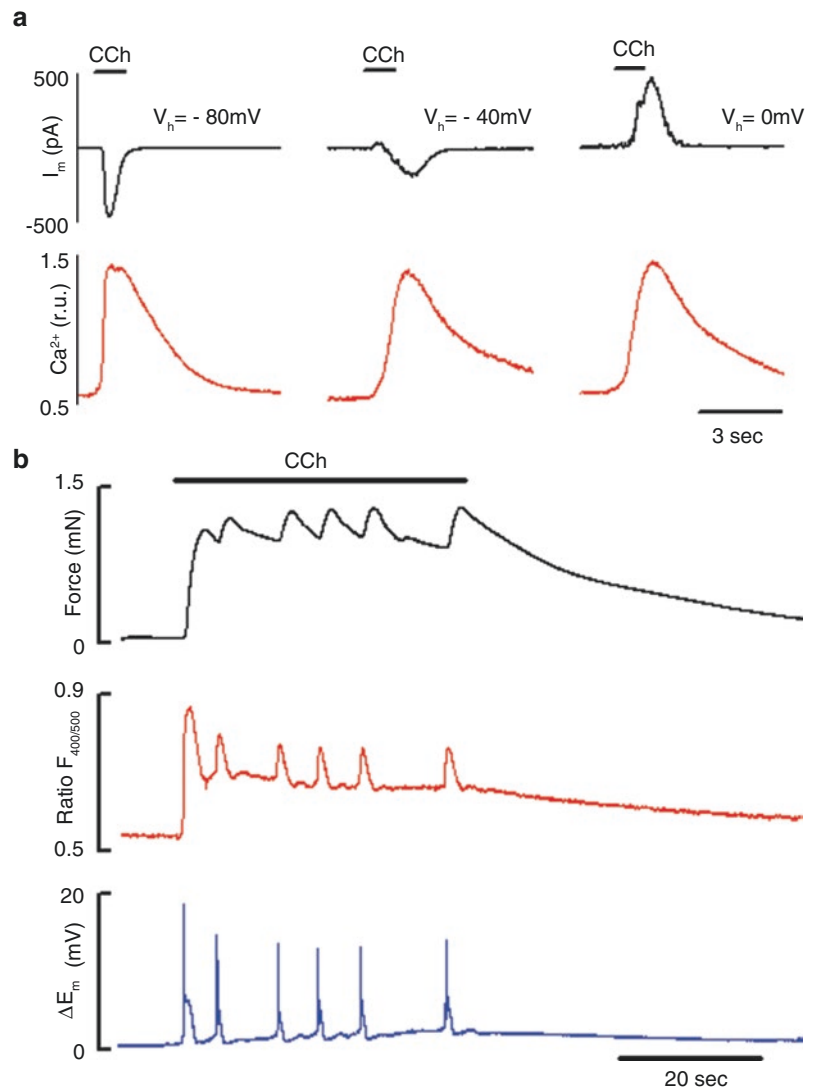 a
CCh
CCh
CCh
500
V_h= - 80mV
V_h= - 40mV
V_h= 0mV
I_m (pA)
-500
1.5
Ca²⁺ (r.u.)
0.5
3 sec
b
CCh
1.5
Force (mN)
0
0.9
Ratio F_400/500
0.5
20
ΔE_m (mV)
0
20 sec